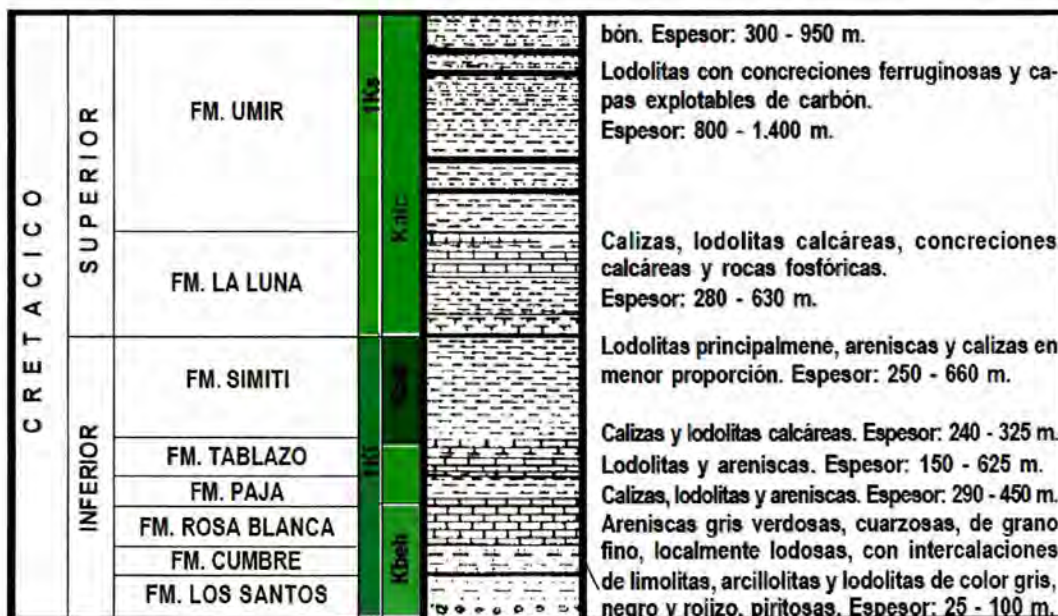 CRETACICO
SUPERIOR
INFERIOR
FM. UMIR
FM. LA LUNA
FM. SIMITI
FM. TABLAZO
FM. PAJA
FM. ROSA BLANCA
FM. CUMBRE
FM. LOS SANTOS
1Ks
1Ki
Kbeh
bón. Espesor: 300 - 950 m.
Lodolitas con concreciones ferruginosas y ca-
pas explotables de carbón.
Espesor: 800 - 1.400 m.
Calizas, lodolitas calcáreas, concreciones
calcáreas y rocas fosfóricas.
Espesor: 280 - 630 m.
Lodolitas principalmene, areniscas y calizas en
menor proporción. Espesor: 250 - 660 m.
Calizas y lodolitas calcáreas. Espesor: 240 - 325 m.
Lodolitas y areniscas. Espesor: 150 - 625 m.
Calizas, lodolitas y areniscas. Espesor: 290 - 450 m.
Areniscas gris verdosas, cuarzosas, de grano
fino, localmente lodosas, con intercalaciones
de limolitas, arcillolitas y lodolitas de color gris,
negro y rojizo, piritosas. Espesor: 25 - 100 m.